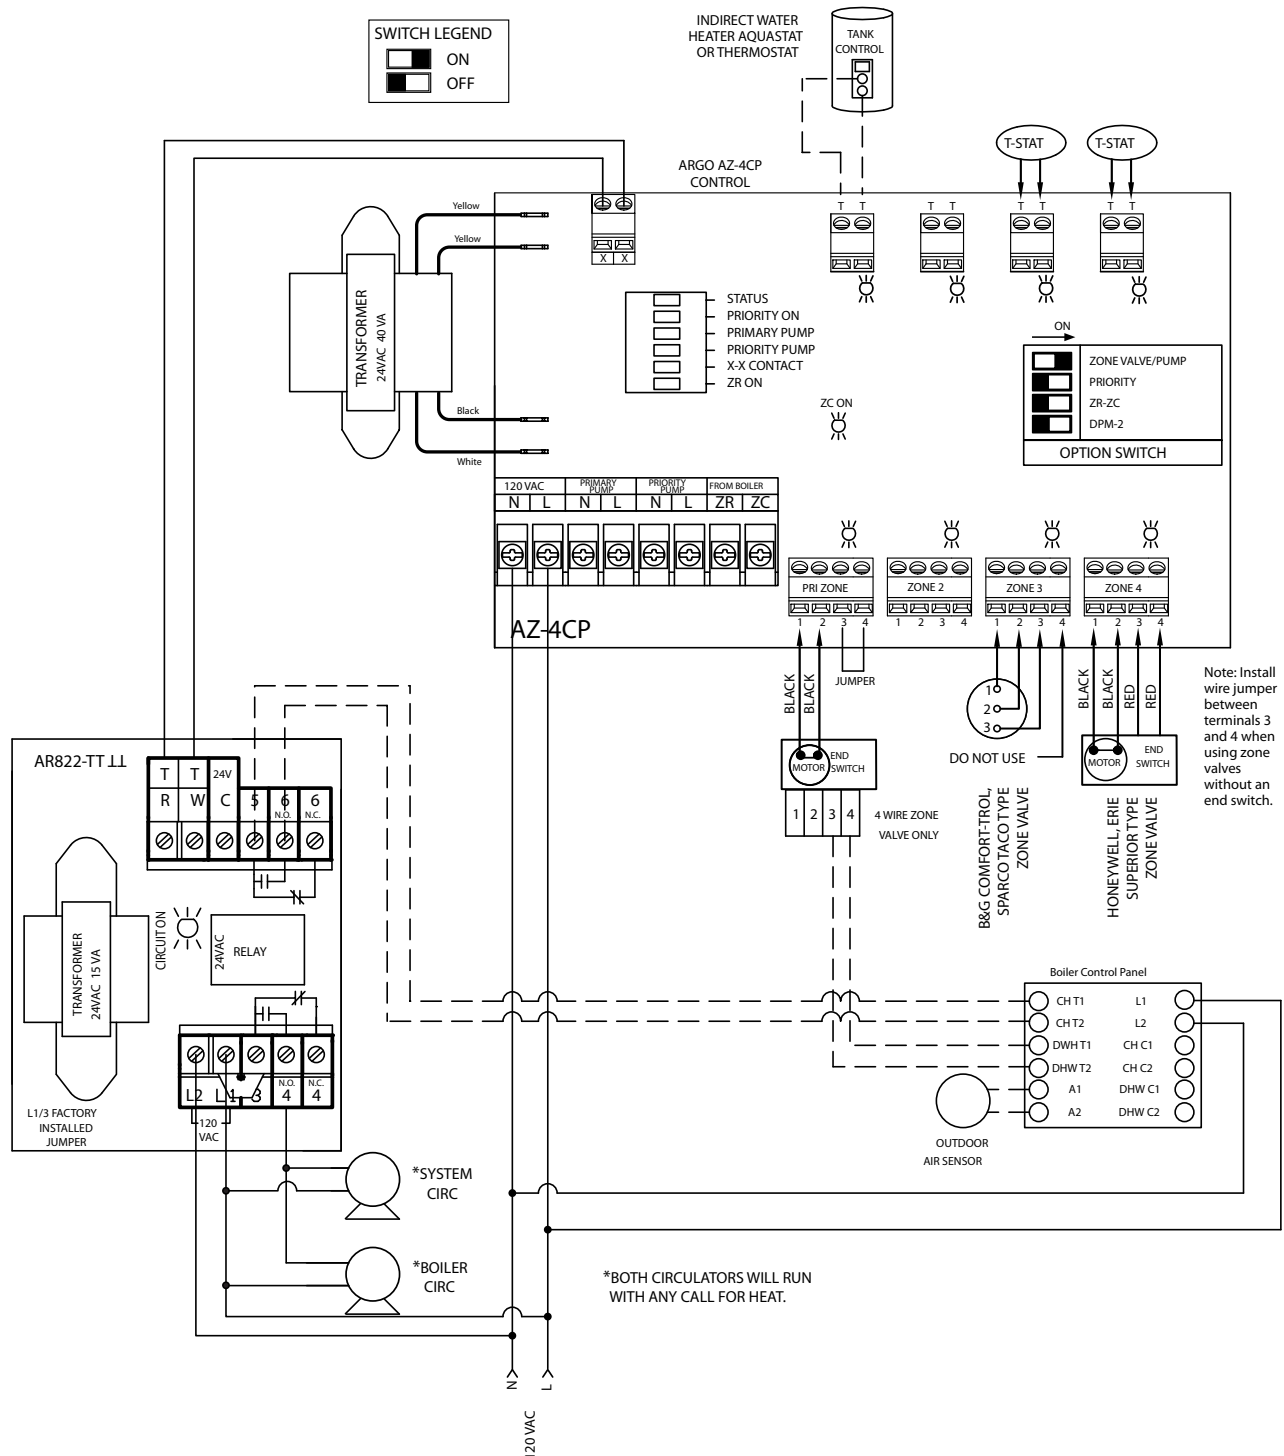 SWITCH LEGEND
ON
OFF
INDIRECT WATER
HEATER AQUASTAT
OR THERMOSTAT
TANK
CONTROL
T-STAT
T-STAT
ARGO AZ-4CP
CONTROL
Yellow
Yellow
Black
White
TRANSFORMER
24VAC 40 VA
X X
T T
T T
T T
T T
STATUS
PRIORITY ON
PRIMARY PUMP
PRIORITY PUMP
X-X CONTACT
ZR ON
ZC ON
ON
ZONE VALVE/PUMP
PRIORITY
ZR-ZC
DPM-2
OPTION SWITCH
120 VAC
PRIMARY
PUMP
PRIORITY
PUMP
FROM BOILER
N L N L N L ZR ZC
AZ-4CP
PRI ZONE
1 2 3 4
ZONE 2
1 2 3 4
ZONE 3
1 2 3 4
ZONE 4
1 2 3 4
BLACK
BLACK
JUMPER
MOTOR
END
SWITCH
1 2 3 4
4 WIRE ZONE
VALVE ONLY
1
2
3
DO NOT USE
B&G COMFORT-TROL,
SPARCO TACO TYPE
ZONE VALVE
BLACK
BLACK
RED
RED
MOTOR
END
SWITCH
HONEYWELL, ERIE
SUPERIOR TYPE
ZONE VALVE
Note: Install
wire jumper
between
terminals 3
and 4 when
using zone
valves
without an
end switch.
AR822-TT
T T 24V
R W C 5 6 6
N.O. N.C.
TRANSFORMER
24VAC 15 VA
CIRCUIT ON
24VAC
RELAY
N.O. N.C.
L2 L1 3 4 4
120
VAC
L1/3 FACTORY
INSTALLED
JUMPER
*SYSTEM
CIRC
*BOILER
CIRC
*BOTH CIRCULATORS WILL RUN
WITH ANY CALL FOR HEAT.
Boiler Control Panel
CH T1 L1
CH T2 L2
DWH T1 CH C1
DHW T2 CH C2
A1 DHW C1
A2 DHW C2
OUTDOOR
AIR SENSOR
N L
120 VAC